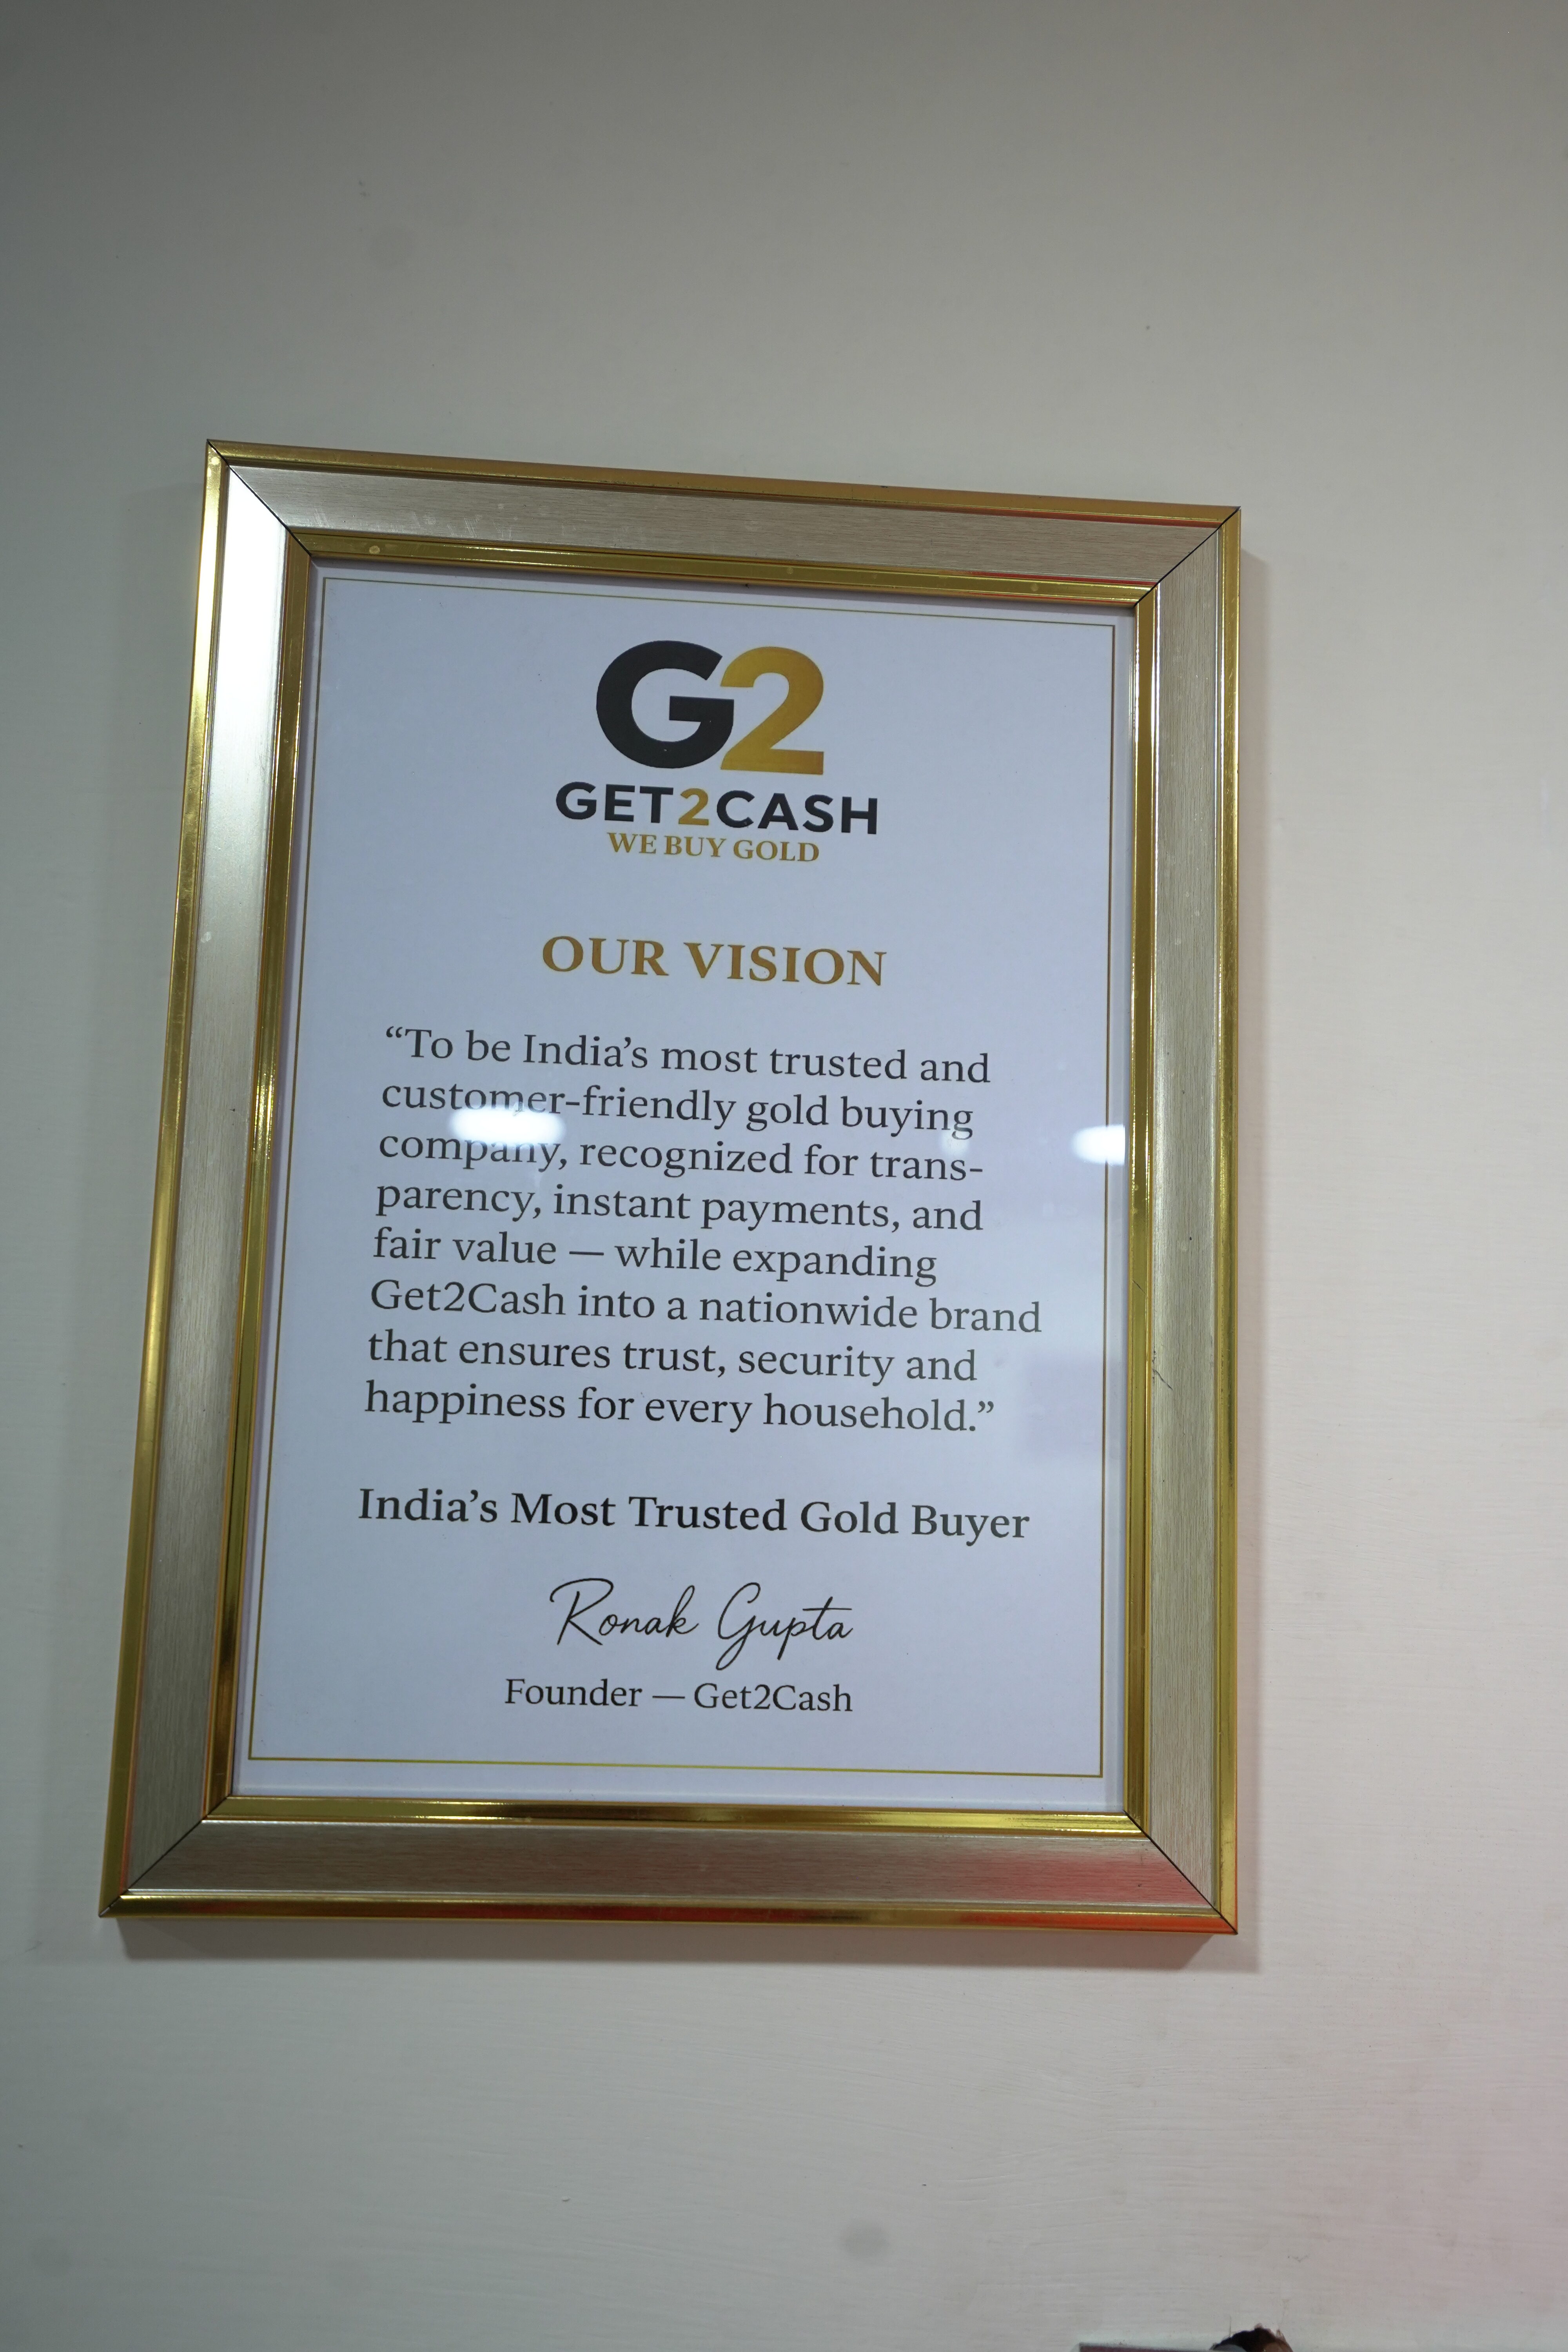 G2
GET2CASH
WE BUY GOLD
OUR VISION
“To be India’s most trusted and
customer-friendly gold buying
company, recognized for trans-
parency, instant payments, and
fair value — while expanding
Get2Cash into a nationwide brand
that ensures trust, security and
happiness for every household.”
India’s Most Trusted Gold Buyer
Ronak Gupta
Founder — Get2Cash